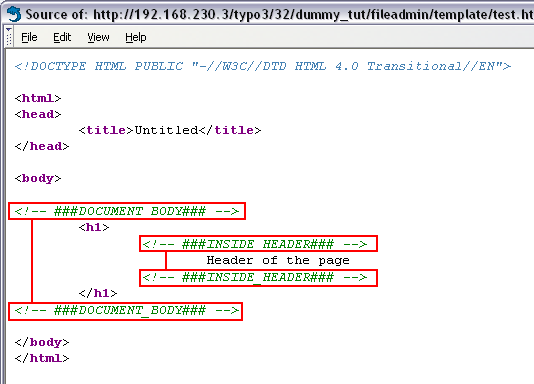 Source of: http://192.168.230.3/typo3/32/dummy_tut/fileadmin/template/test.ht
File Edit View Help
<!DOCTYPE HTML PUBLIC "-//W3C//DTD HTML 4.0 Transitional//EN">
<html>
<head>
<title>Untitled</title>
</head>
<body>
<!-- ###DOCUMENT_BODY### -->
<h1>
<!-- ###INSIDE_HEADER### -->
Header of the page
<!-- ###INSIDE_HEADER### -->
</h1>
<!-- ###DOCUMENT_BODY### -->
</body>
</html>